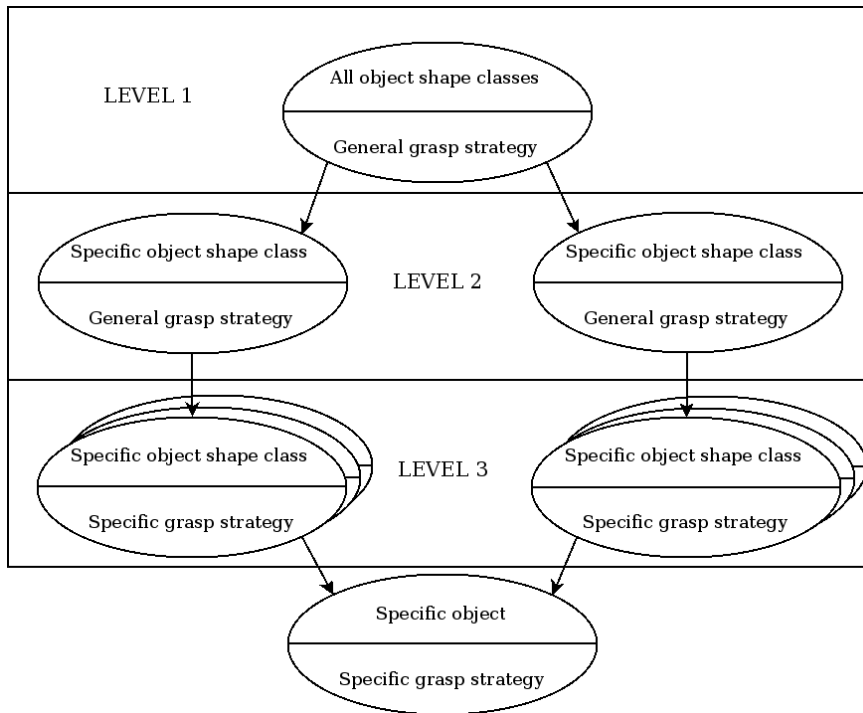 LEVEL 1
All object shape classes
General grasp strategy
Specific object shape class
General grasp strategy
LEVEL 2
Specific object shape class
General grasp strategy
Specific object shape class
Specific grasp strategy
LEVEL 3
Specific object shape class
Specific grasp strategy
Specific object
Specific grasp strategy